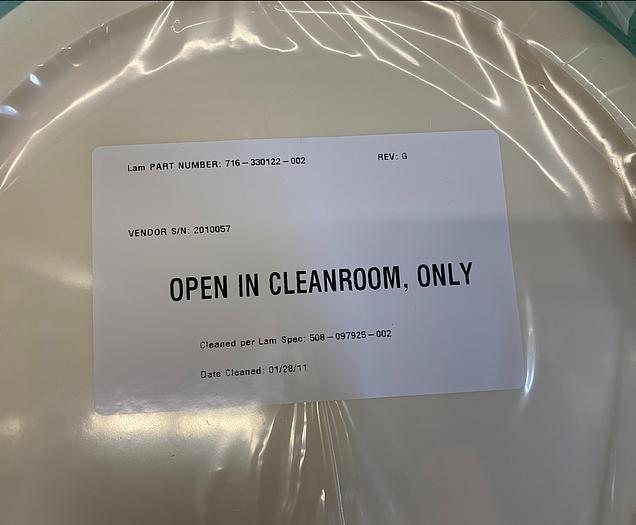 Lam PART NUMBER: 716-330122-002 REV: G
VENDOR S/N: 2010057
OPEN IN CLEANROOM, ONLY
Cleaned per Lam Spec: 508-097925-002
Date Cleaned: 01/28/11